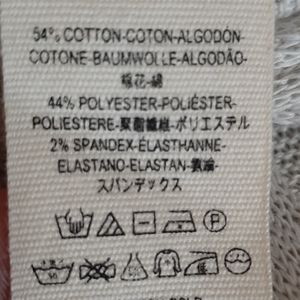 54% COTTON-COTON-ALGODÓN-
COTONE-BAUMWOLLE-ALGODÃO-
棉花-綿
44% POLYESTER-POLIÉSTER-
POLIESTERE-聚酯纖維-ポリエステル
2% SPANDEX-ÉLASTHANNE-
ELASTANO-ELASTAN-氨綸-
スパンデックス
P